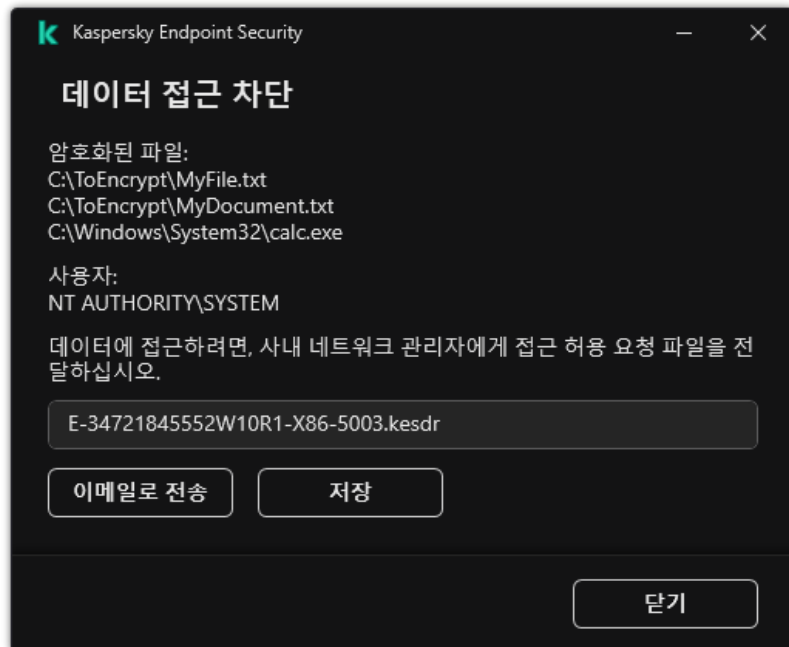 Kaspersky Endpoint Security
데이터 접근 차단
암호화된 파일:
C:\ToEncrypt\MyFile.txt
C:\ToEncrypt\MyDocument.txt
C:\Windows\System32\calc.exe
사용자:
NT AUTHORITY\SYSTEM
데이터에 접근하려면, 사내 네트워크 관리자에게 접근 허용 요청 파일을 전
달하십시오.
E-34721845552W10R1-X86-5003.kesdr
이메일로 전송
저장
닫기